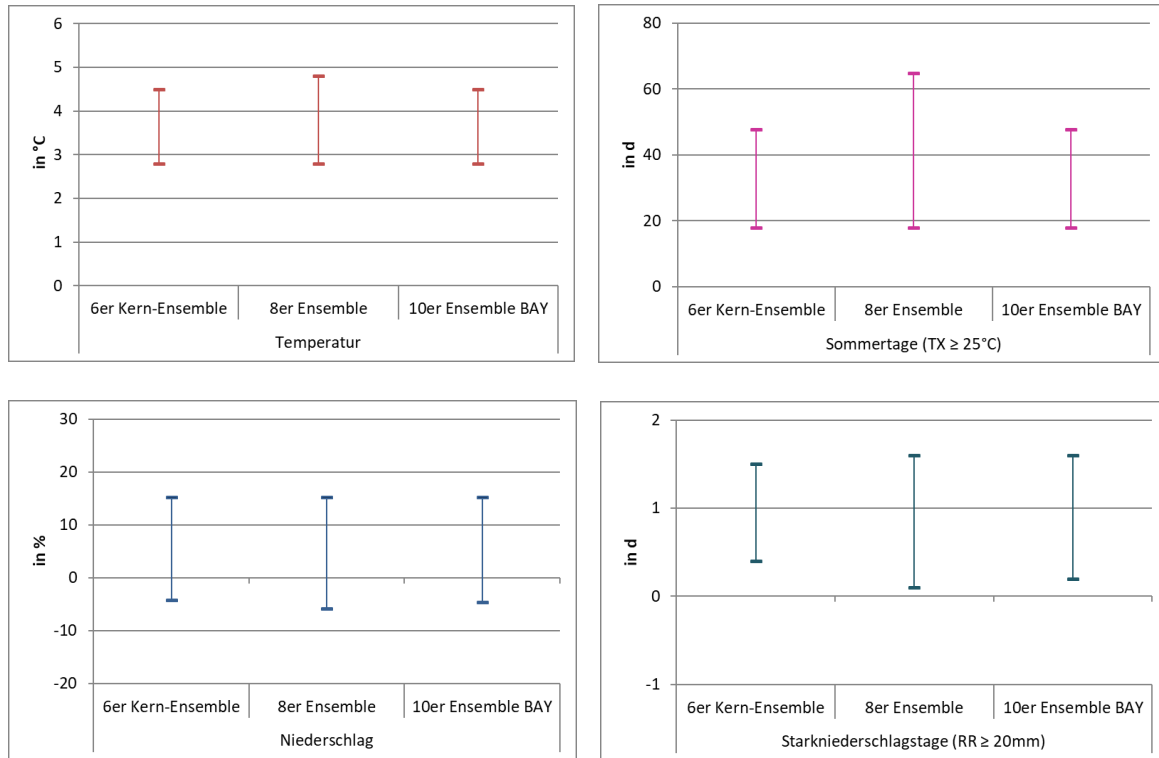 6
5
4
3
2
1
0
in °C
6er Kern-Ensemble 8er Ensemble 10er Ensemble BAY
Temperatur
80
60
40
20
0
in d
6er Kern-Ensemble 8er Ensemble 10er Ensemble BAY
Sommertage (TX ≥ 25°C)
30
20
10
0
-10
-20
in %
6er Kern-Ensemble 8er Ensemble 10er Ensemble BAY
Niederschlag
2
1
0
-1
in d
6er Kern-Ensemble 8er Ensemble 10er Ensemble BAY
Starkniederschlagstage (RR ≥ 20mm)